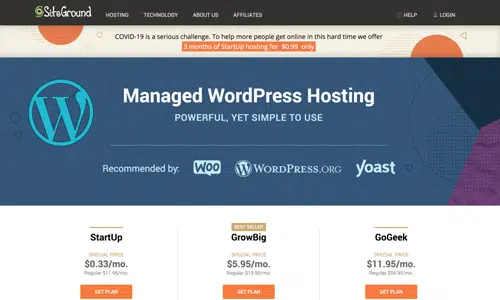 SiteGround
HOSTING TECHNOLOGY ABOUT US AFFILIATES HELP LOGIN
COVID-19 is a serious challenge. To help more people get online in this hard time we offer
3 months of StartUp hosting for $0.99 only
Managed WordPress Hosting
POWERFUL, YET SIMPLE TO USE
Recommended by: WOO WORDPRESS.ORG yoast
BEST SELLER
StartUp GrowBig GoGeek
SPECIAL PRICE SPECIAL PRICE SPECIAL PRICE
$0.33/mo. $5.95/mo. $11.95/mo.
Regular $11.95/mo. Regular $19.95/mo. Regular $34.95/mo.
GET PLAN GET PLAN GET PLAN